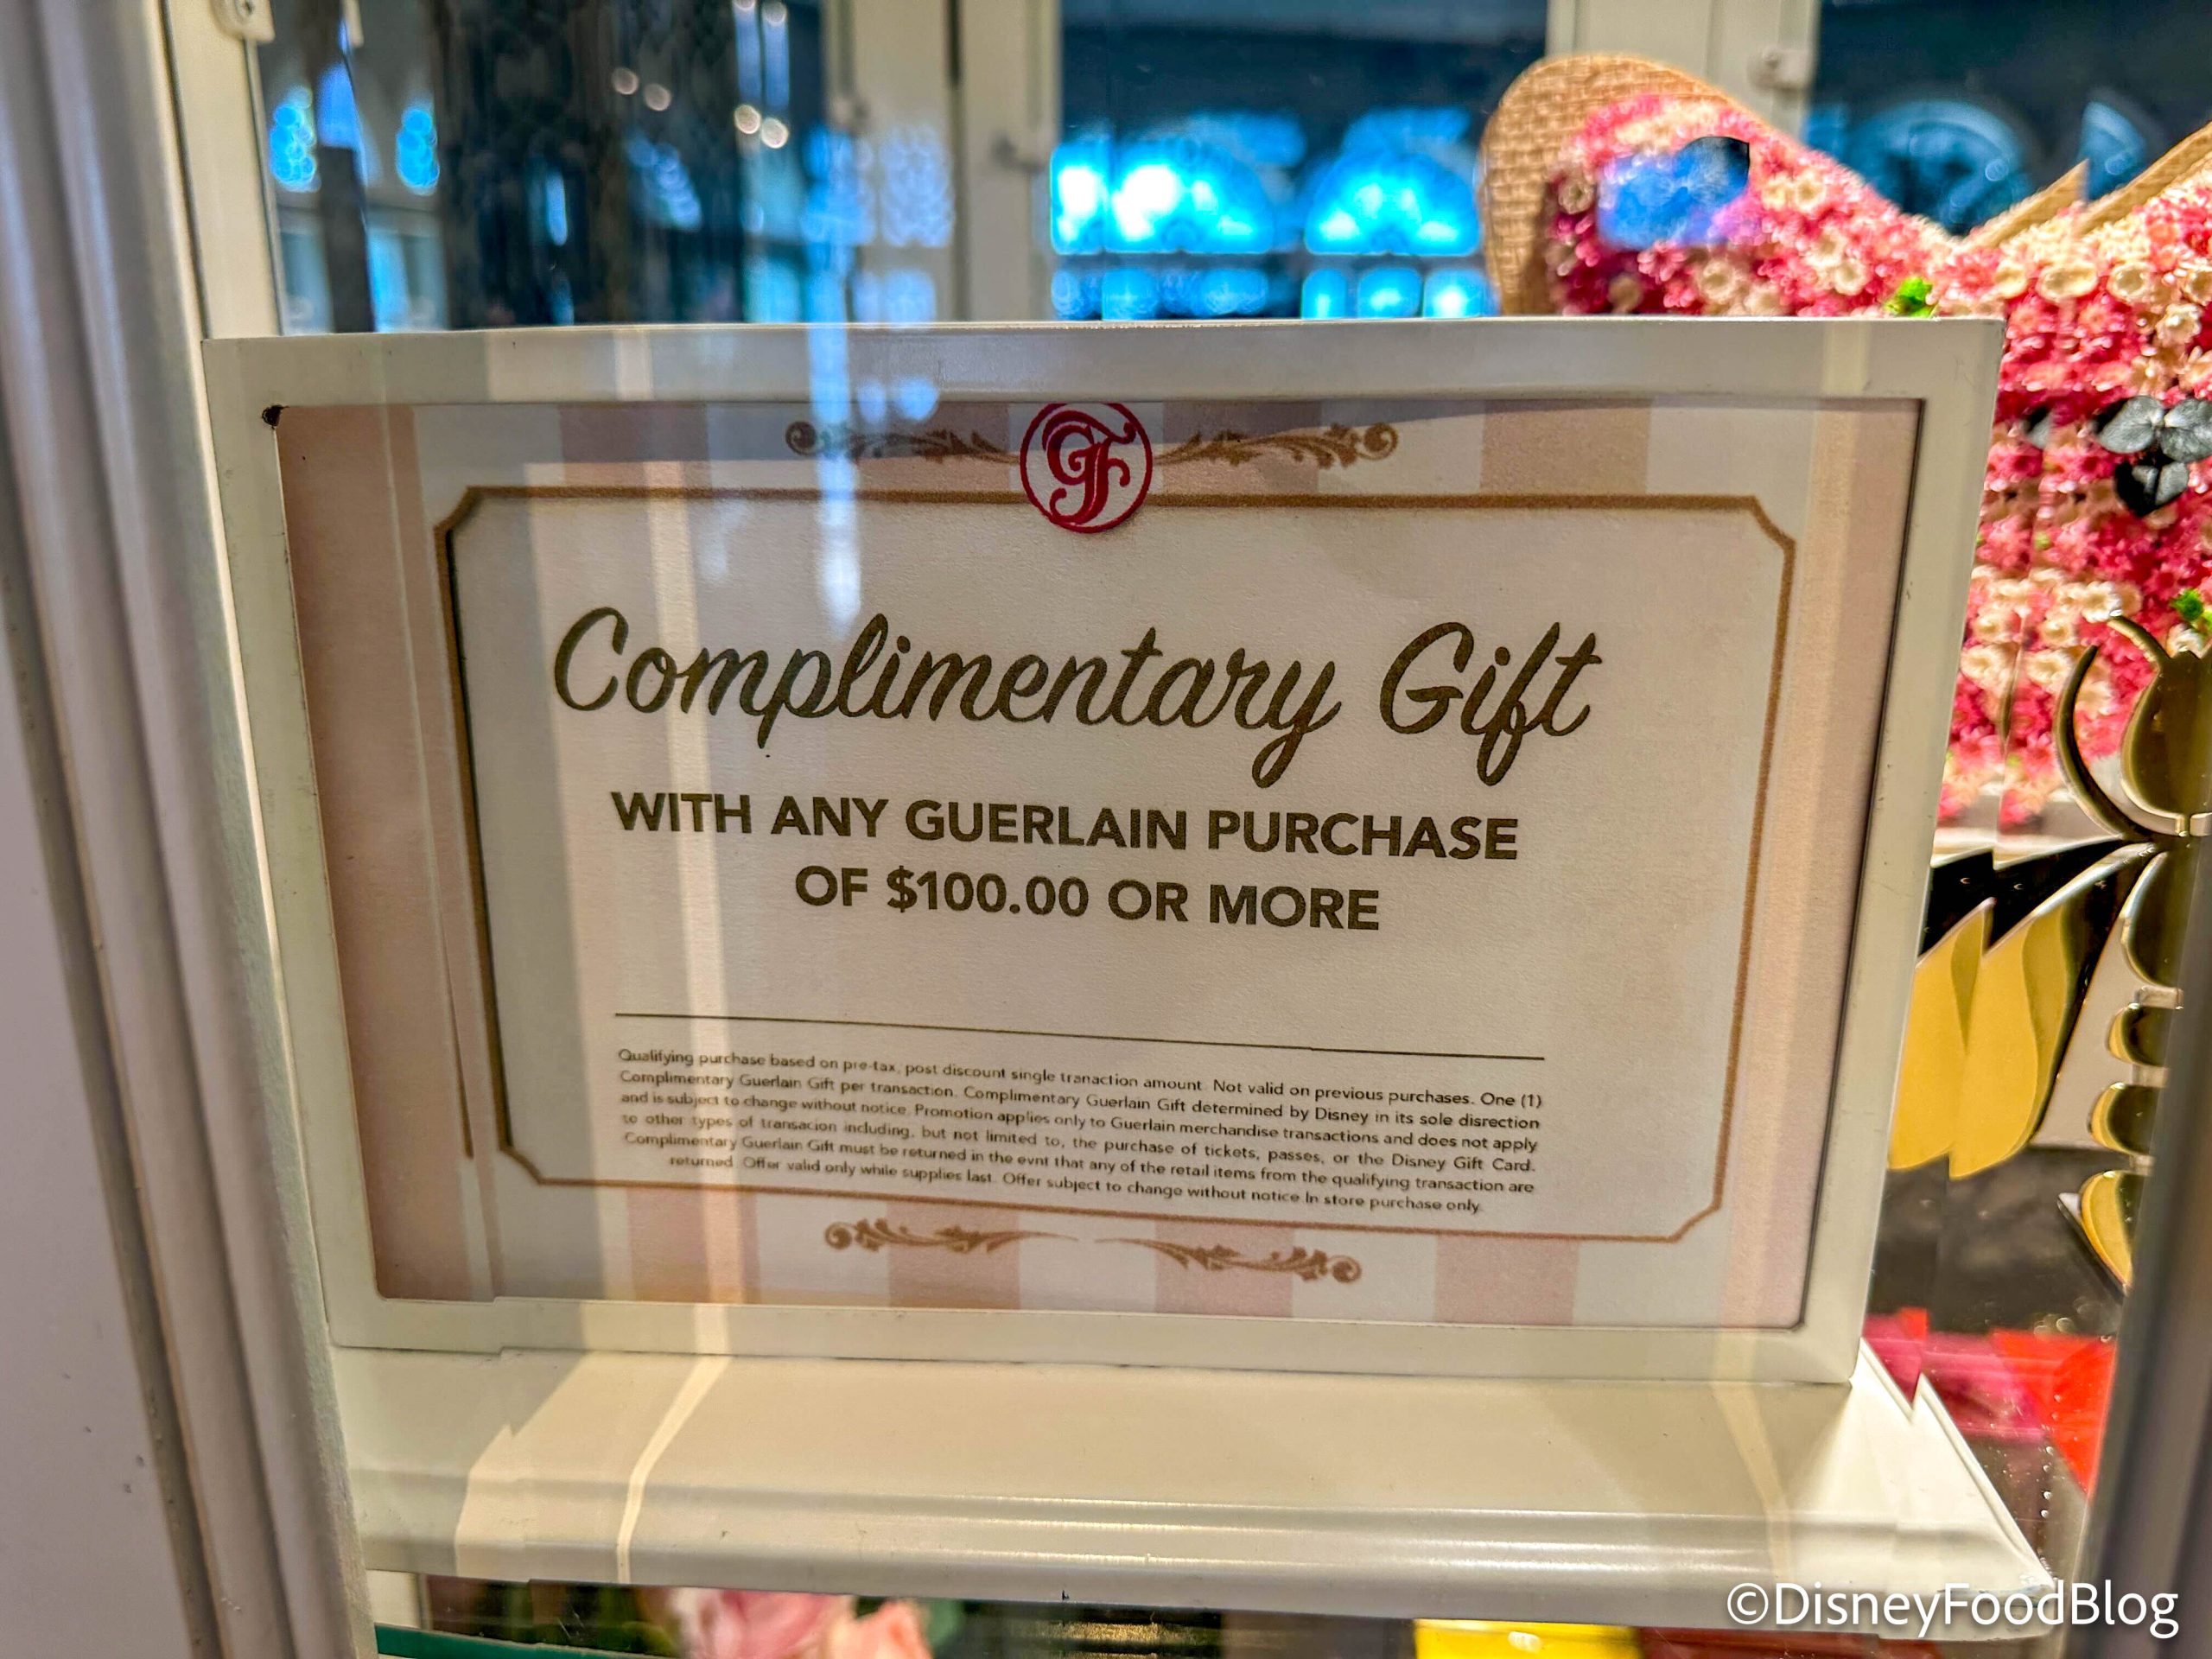 GF
Complimentary Gift
WITH ANY GUERLAIN PURCHASE
OF $100.00 OR MORE
Qualifying purchase based on pre-tax, post discount single tranaction amount. Not valid on previous purchases. One (1)
Complimentary Guerlain Gift per transaction. Complimentary Guerlain Gift determined by Disney in its sole disrection
and is subject to change without notice. Promotion applies only to Guerlain merchandise transactions and does not apply
to other types of transacion including, but not limited to, the purchase of tickets, passes, or the Disney Gift Card.
Complimentary Guerlain Gift must be returned in the evnt that any of the retail items from the qualifying transaction are
returned. Offer valid only while supplies last. Offer subject to change without notice In store purchase only.
©DisneyFoodBlog